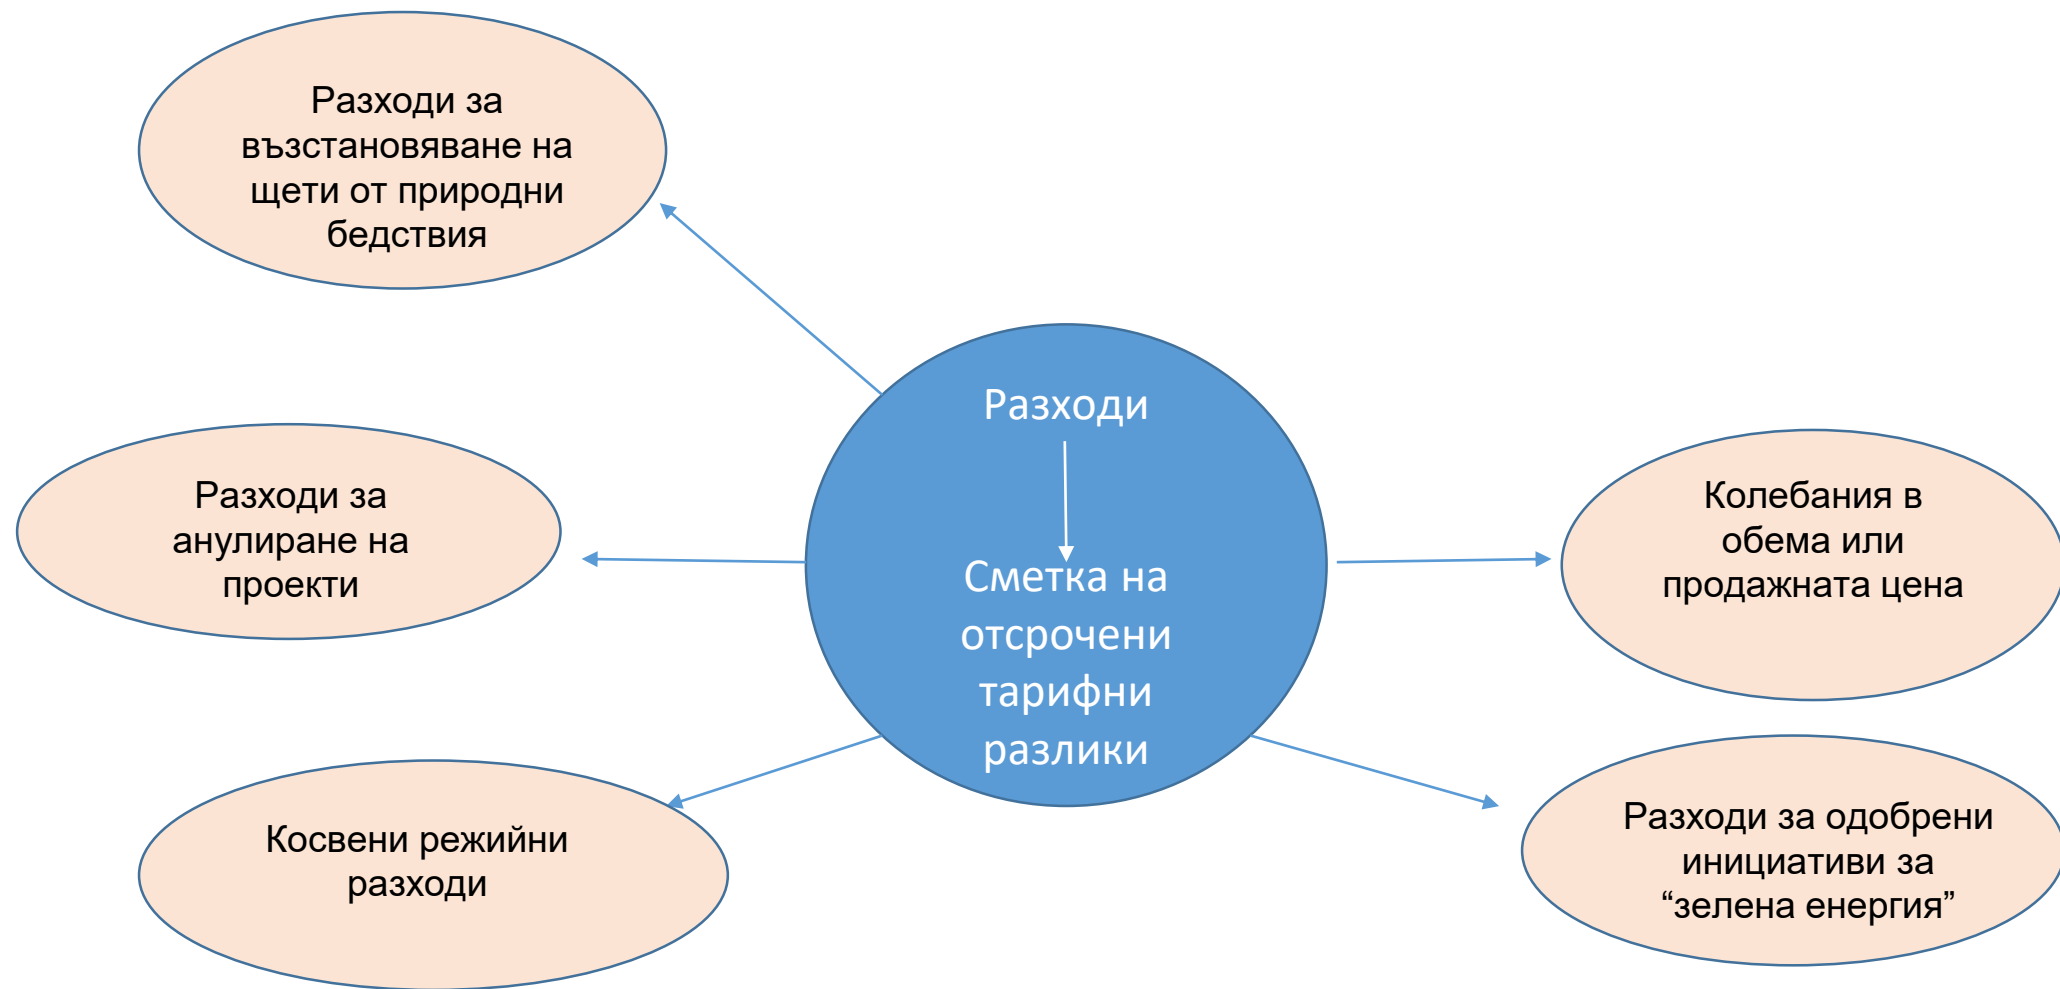 Разходи за
възстановяване на
щети от природни
бедствия
Разходи
Сметка на
отсрочени
тарифни
разлики
Разходи за
анулиране на
проекти
Колебания в
обема или
продажната цена
Косвени режийни
разходи
Разходи за одобрени
инициативи за
“зелена енергия”